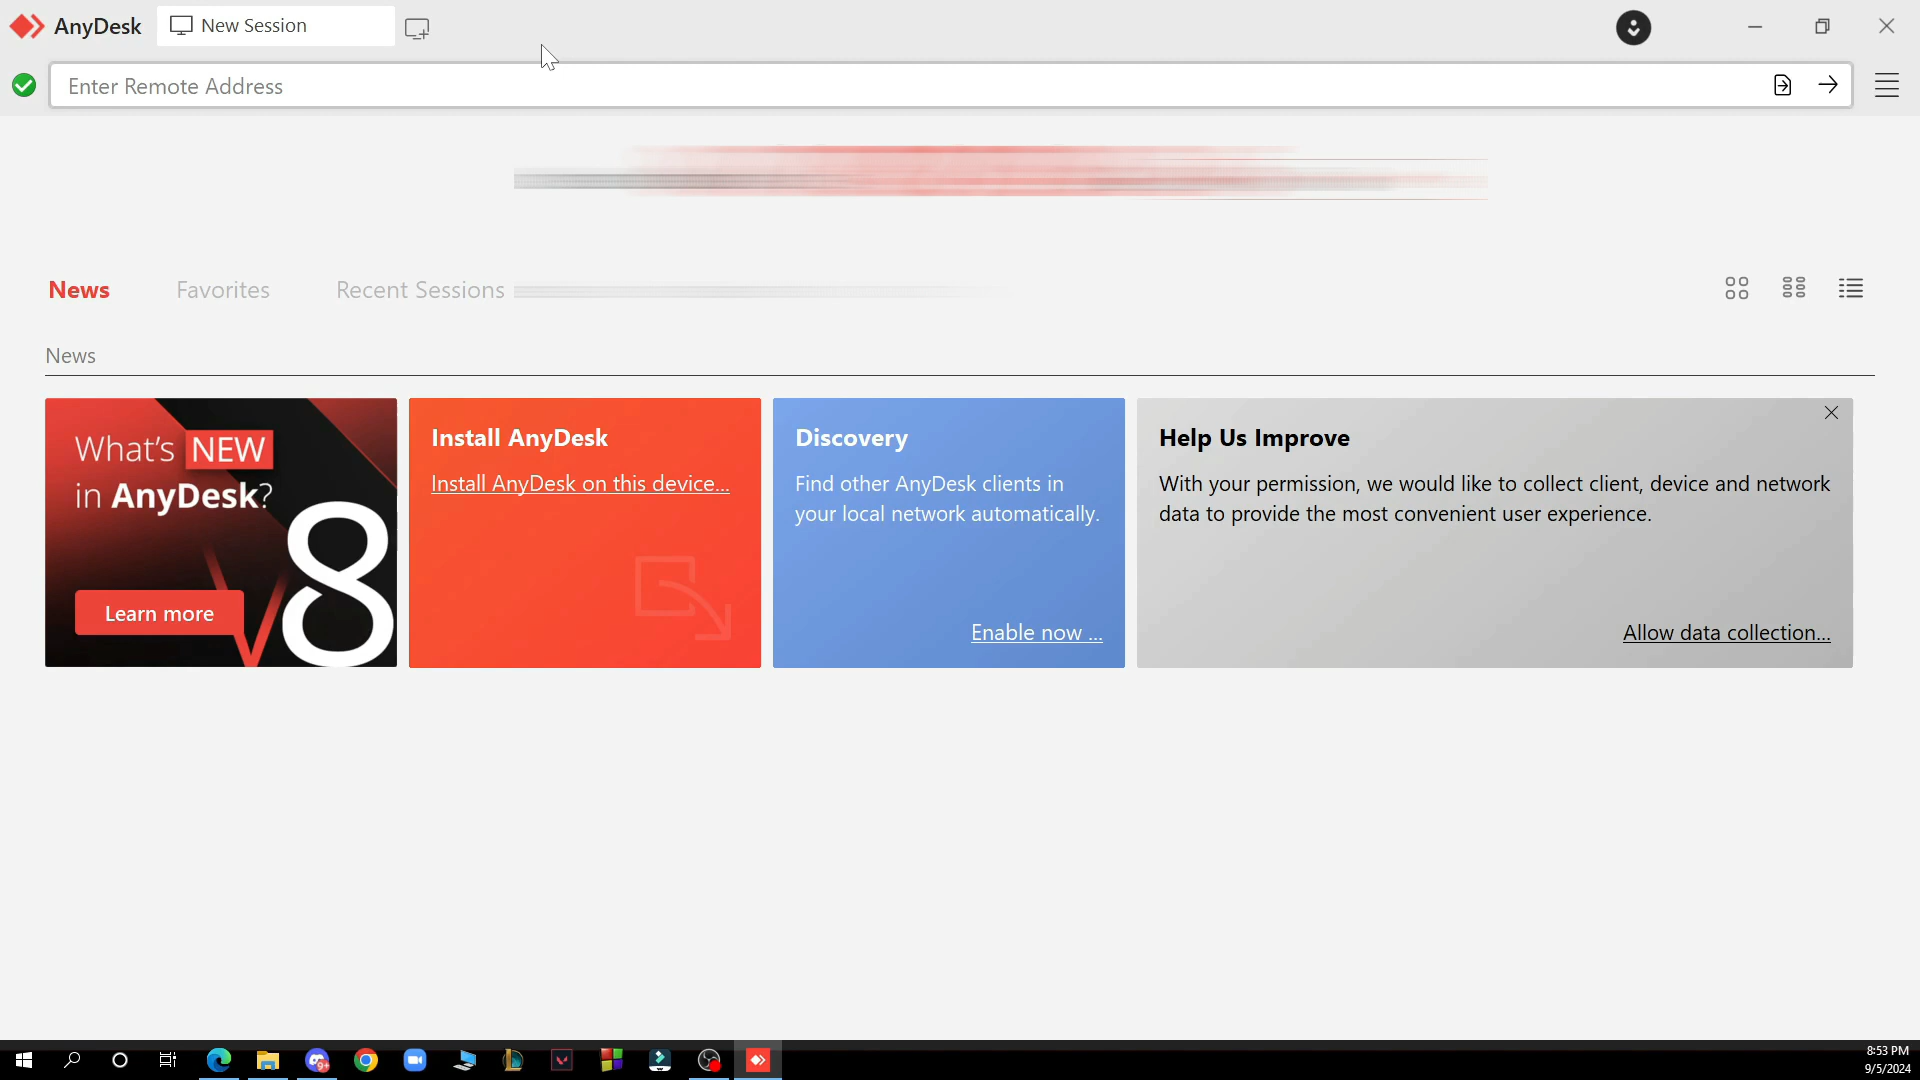 AnyDesk
New Session
Enter Remote Address
News
Favorites
Recent Sessions
News
What's NEW
in AnyDesk?
8
Learn more
Install AnyDesk
Install AnyDesk on this device...
Discovery
Find other AnyDesk clients in
your local network automatically.
Enable now ...
Help Us Improve
With your permission, we would like to collect client, device and network
data to provide the most convenient user experience.
Allow data collection...
9+
8:53 PM
9/5/2024